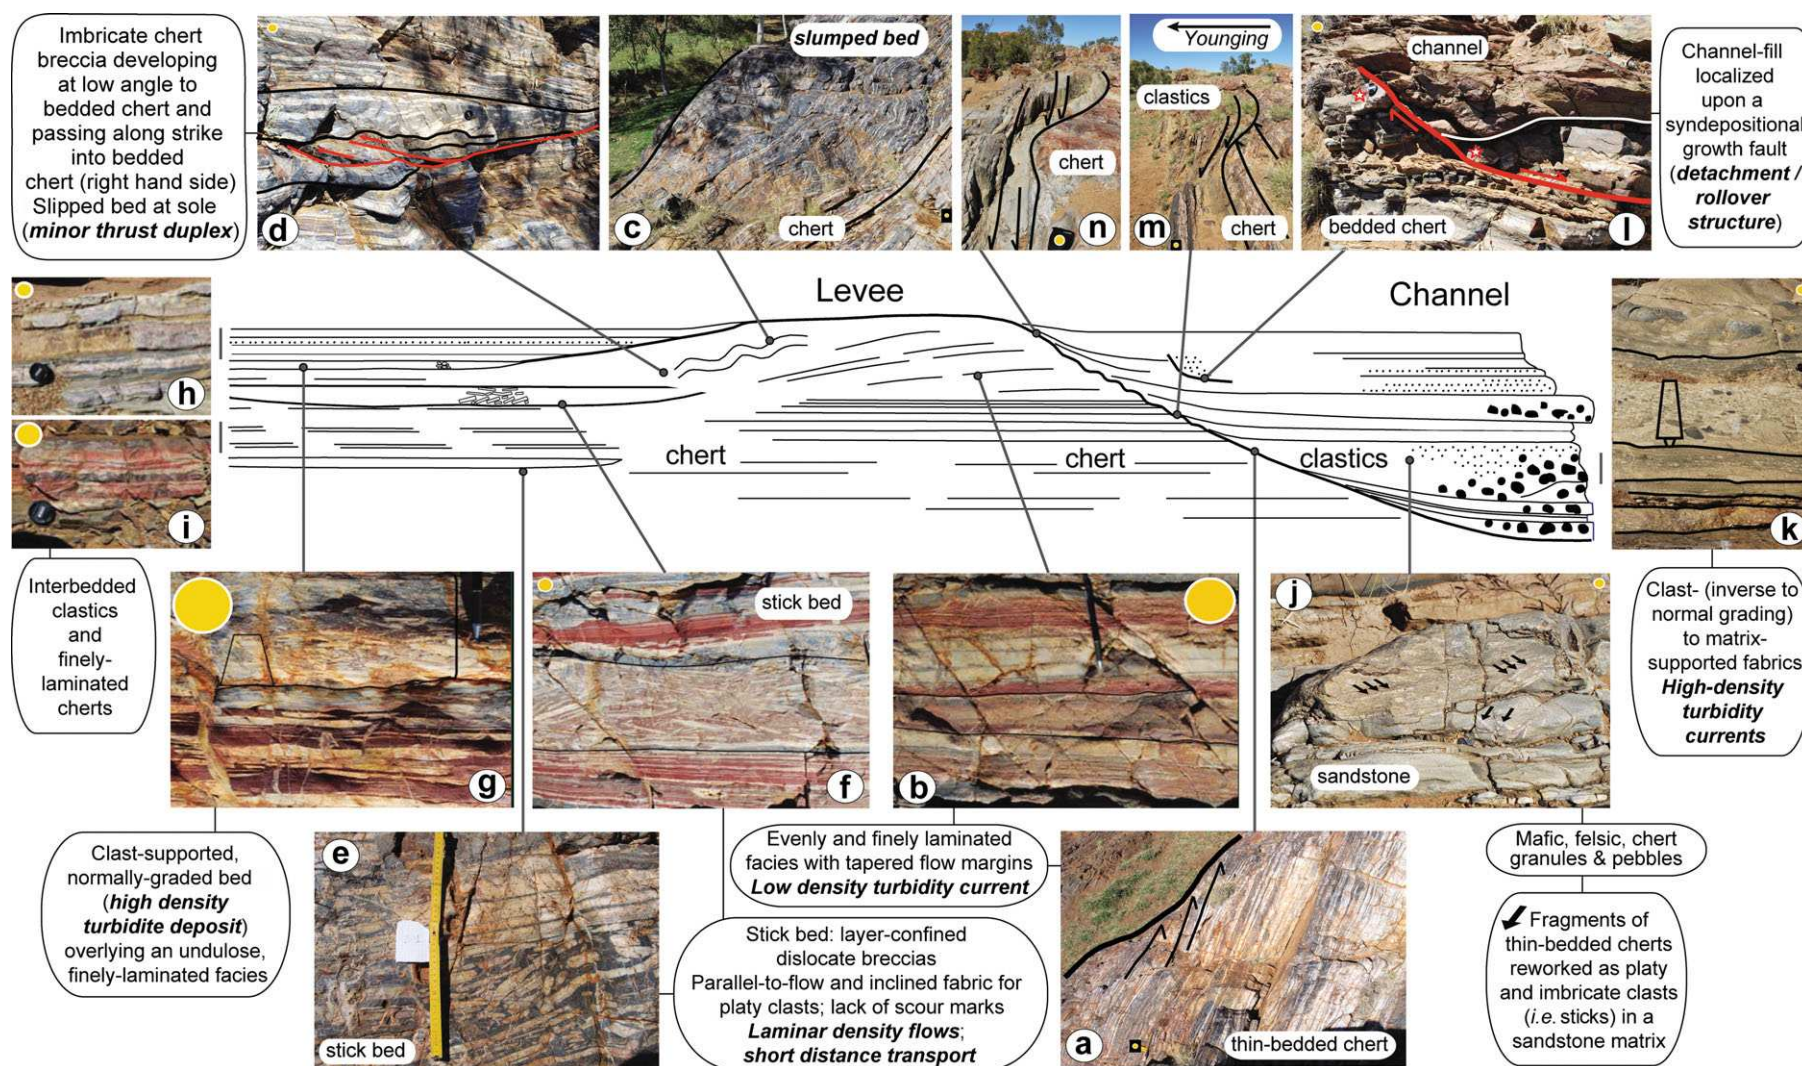 Imbricate chert
breccia developing
at low angle to
bedded chert and
passing along strike
into bedded
chert (right hand side)
Slipped bed at sole
(minor thrust duplex)
d
slumped bed
c
chert
n
chert
Younging
clastics
m
chert
channel
bedded chert
l
Channel-fill
localized
upon a
syndepositional
growth fault
(detachment /
rollover
structure)
h
i
Levee
Channel
chert
chert
clastics
k
Interbedded
clastics
and
finely-
laminated
cherts
g
stick bed
f
b
j
sandstone
Clast- (inverse to
normal grading)
to matrix-
supported fabrics
High-density
turbidity
currents
Clast-supported,
normally-graded bed
(high density
turbidite deposit)
overlying an undulose,
finely-laminated facies
e
stick bed
Evenly and finely laminated
facies with tapered flow margins
Low density turbidity current
Stick bed: layer-confined
dislocate breccias
Parallel-to-flow and inclined fabric for
platy clasts; lack of scour marks
Laminar density flows;
short distance transport
a
thin-bedded chert
Mafic, felsic, chert
granules & pebbles
Fragments of
thin-bedded cherts
reworked as platy
and imbricate clasts
(i.e. sticks) in a
sandstone matrix